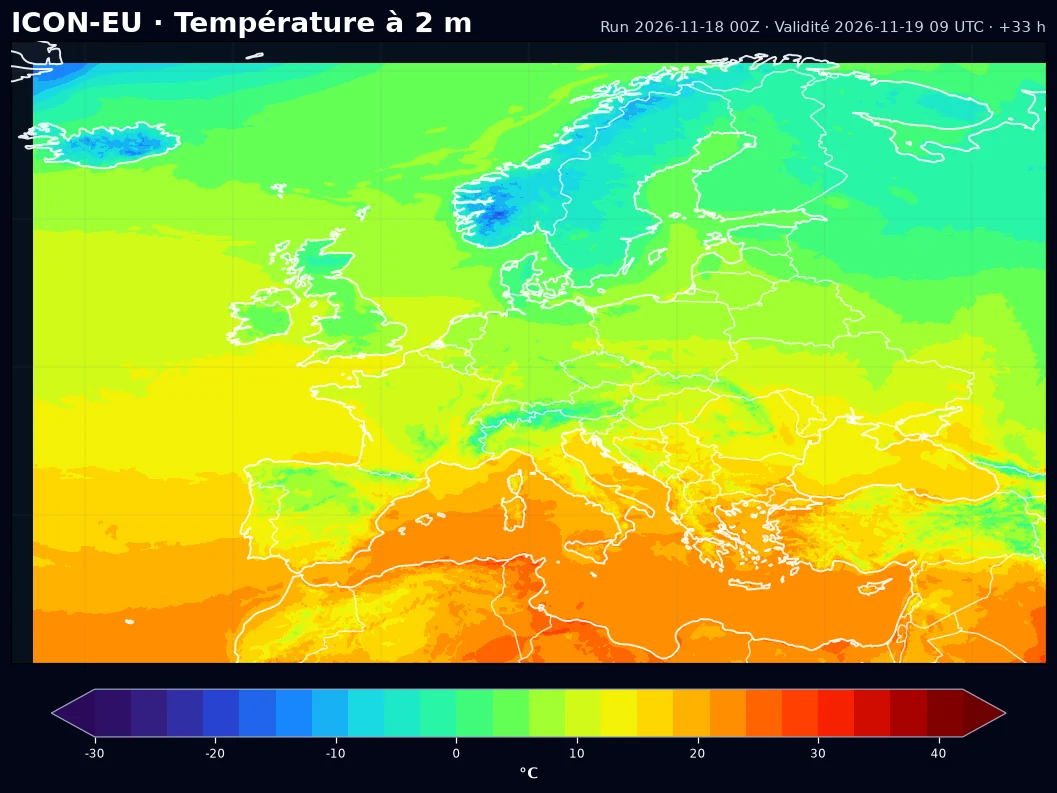 ICON-EU · Température à 2 m
Run 2026-11-18 00Z · Validité 2026-11-19 09 UTC · +33 h
-30 -20 -10 0 10 20 30 40
°C